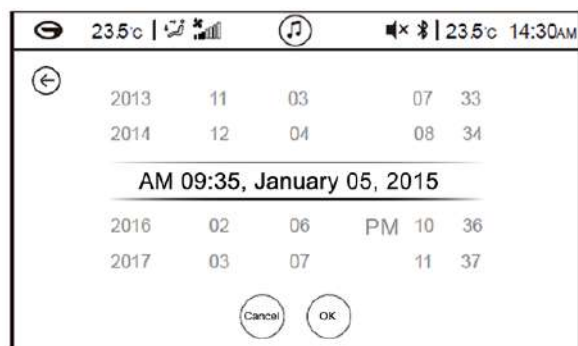 23.5℃ | 23.5℃ 14:30AM
2013 11 03 07 33
2014 12 04 08 34
AM 09:35, January 05, 2015
2016 02 06 PM 10 36
2017 03 07 11 37
Cancel OK